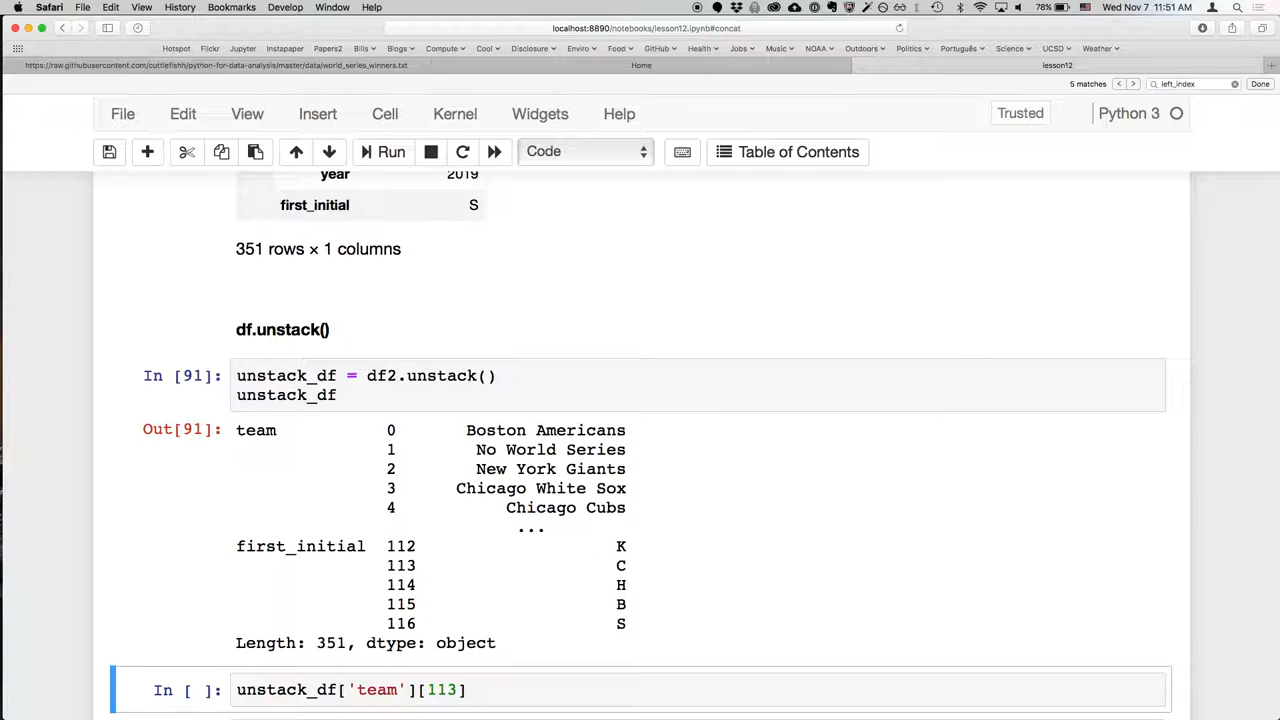 Safari File Edit View History Bookmarks Develop Window Help 78% Wed Nov 7 11:51 AM
localhost:8890/notebooks/lesson12.ipynb#concat
Hotspot Flickr Jupyter Instapaper Papers2 Bills Blogs Compute Cool Disclosure Enviro Food GitHub Health Jobs Music NOAA Outdoors Politics Português Science UCSD Weather
https://raw.githubusercontent.com/cuttlefishh/python-for-data-analysis/master/data/world_series_winners.txt Home lesson12
5 matches left_index Done
File Edit View Insert Cell Kernel Widgets Help Trusted Python 3
Run Code Table of Contents
year 2019
first_initial S
351 rows × 1 columns
df.unstack()
In [91]: unstack_df = df2.unstack()
unstack_df
Out[91]: team 0 Boston Americans
1 No World Series
2 New York Giants
3 Chicago White Sox
4 Chicago Cubs
...
first_initial 112 K
113 C
114 H
115 B
116 S
Length: 351, dtype: object
In [ ]: unstack_df['team'][113]